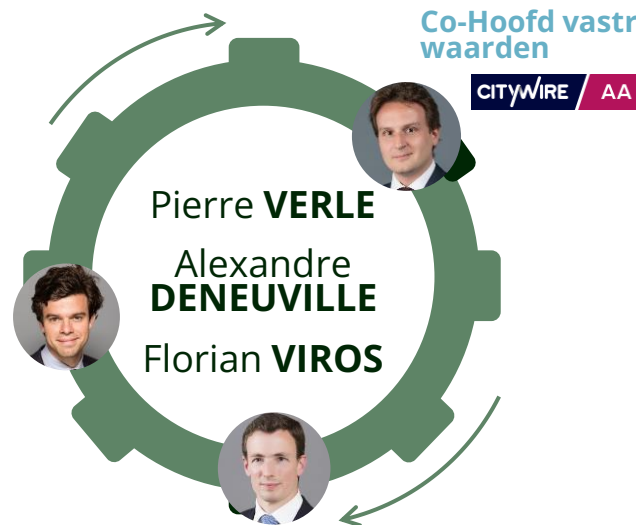 Co-Hoofd vastr
waarden
CITYWIRE / AA
Pierre VERLE
Alexandre
DENEUVILLE
Florian VIROS